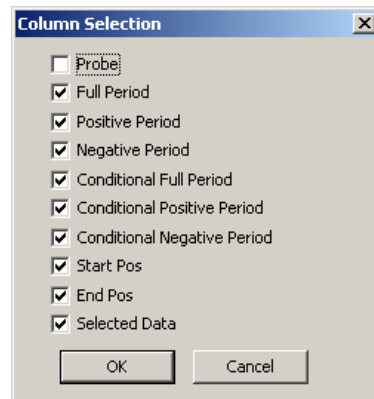 Column Selection
Probe
Full Period
Positive Period
Negative Period
Conditional Full Period
Conditional Positive Period
Conditional Negative Period
Start Pos
End Pos
Selected Data
OK Cancel